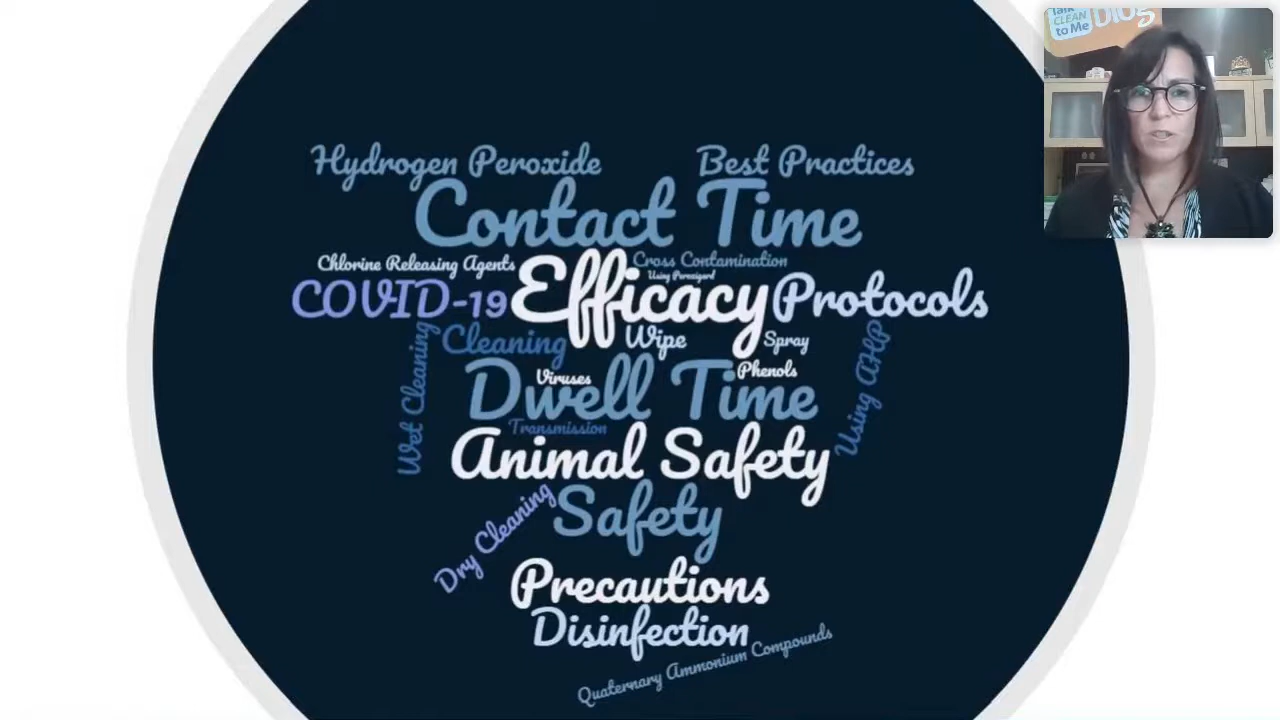 Talk
CLEAN
to Me
Blog
Hydrogen Peroxide
Best Practices
Contact Time
Chlorine Releasing Agents
Cross Contamination
Using Peroxigard
COVID-19
Efficacy
Protocols
Wet Cleaning
Cleaning
Wipe
Spray
Using AHP
Viruses
Phenols
Dwell Time
Transmission
Animal Safety
Dry Cleaning
Safety
Precautions
Disinfection
Quaternary Ammonium Compounds